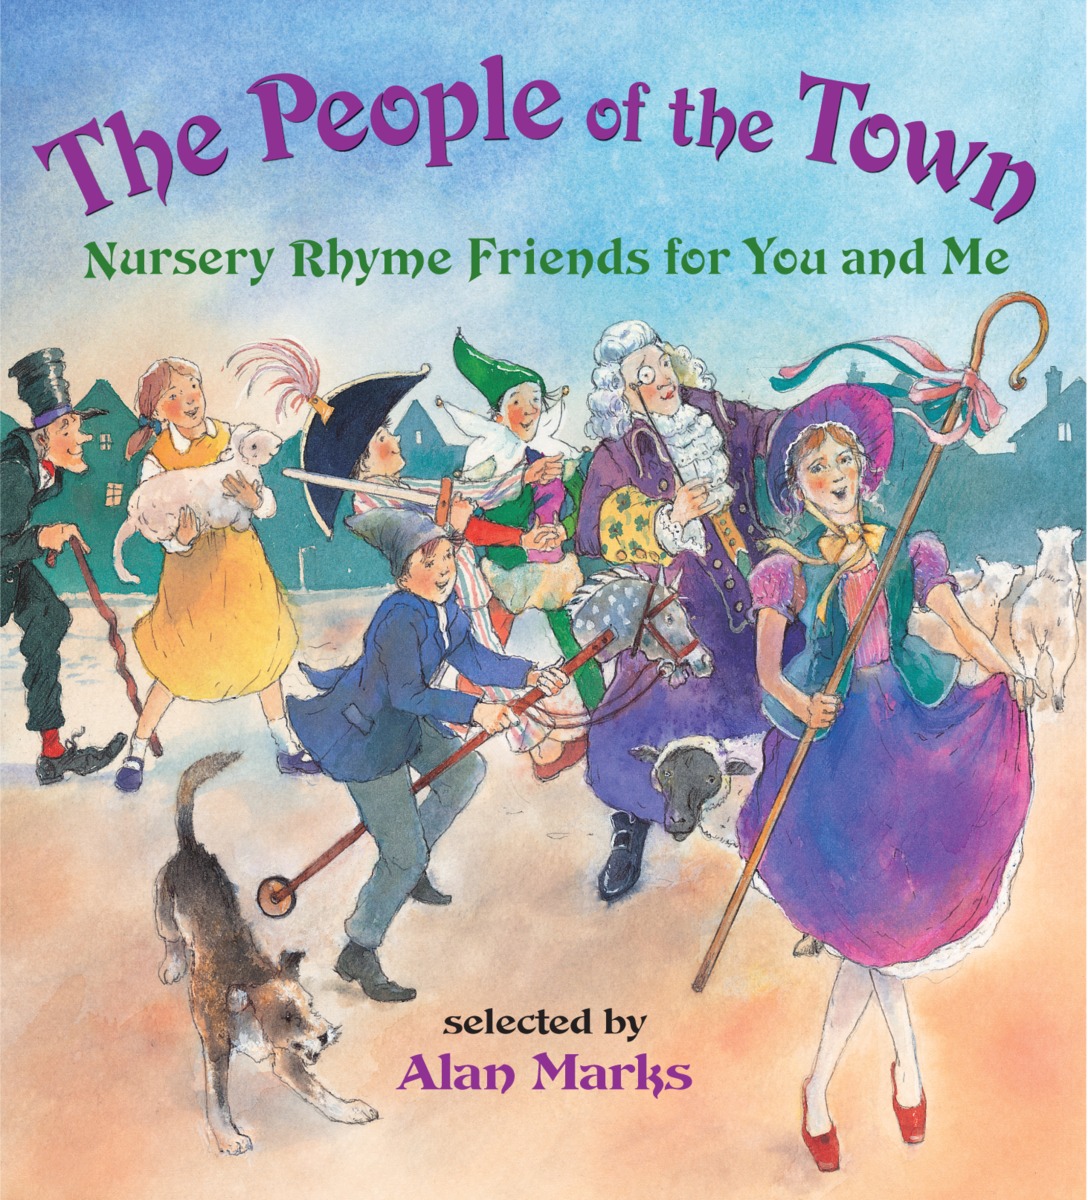 The People of the Town
Nursery Rhyme Friends for You and Me
selected by
Alan Marks